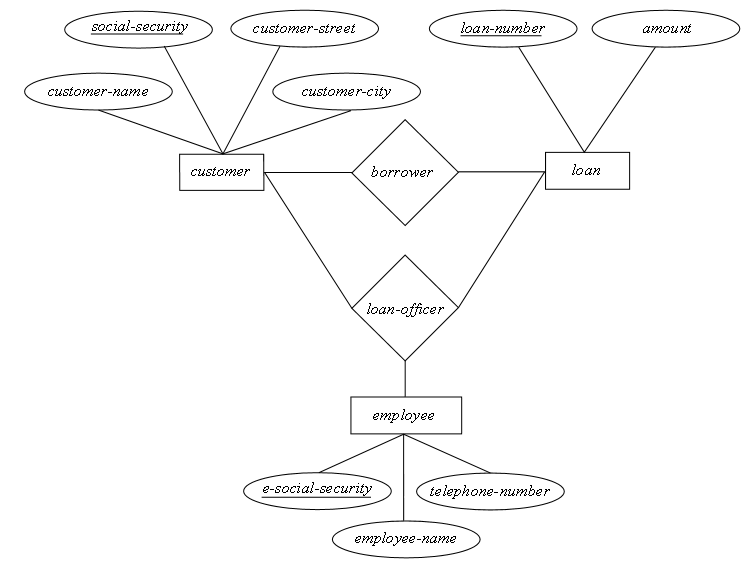 social-security
customer-street
loan-number
amount
customer-name
customer-city
customer
borrower
loan
loan-officer
employee
e-social-security
telephone-number
employee-name